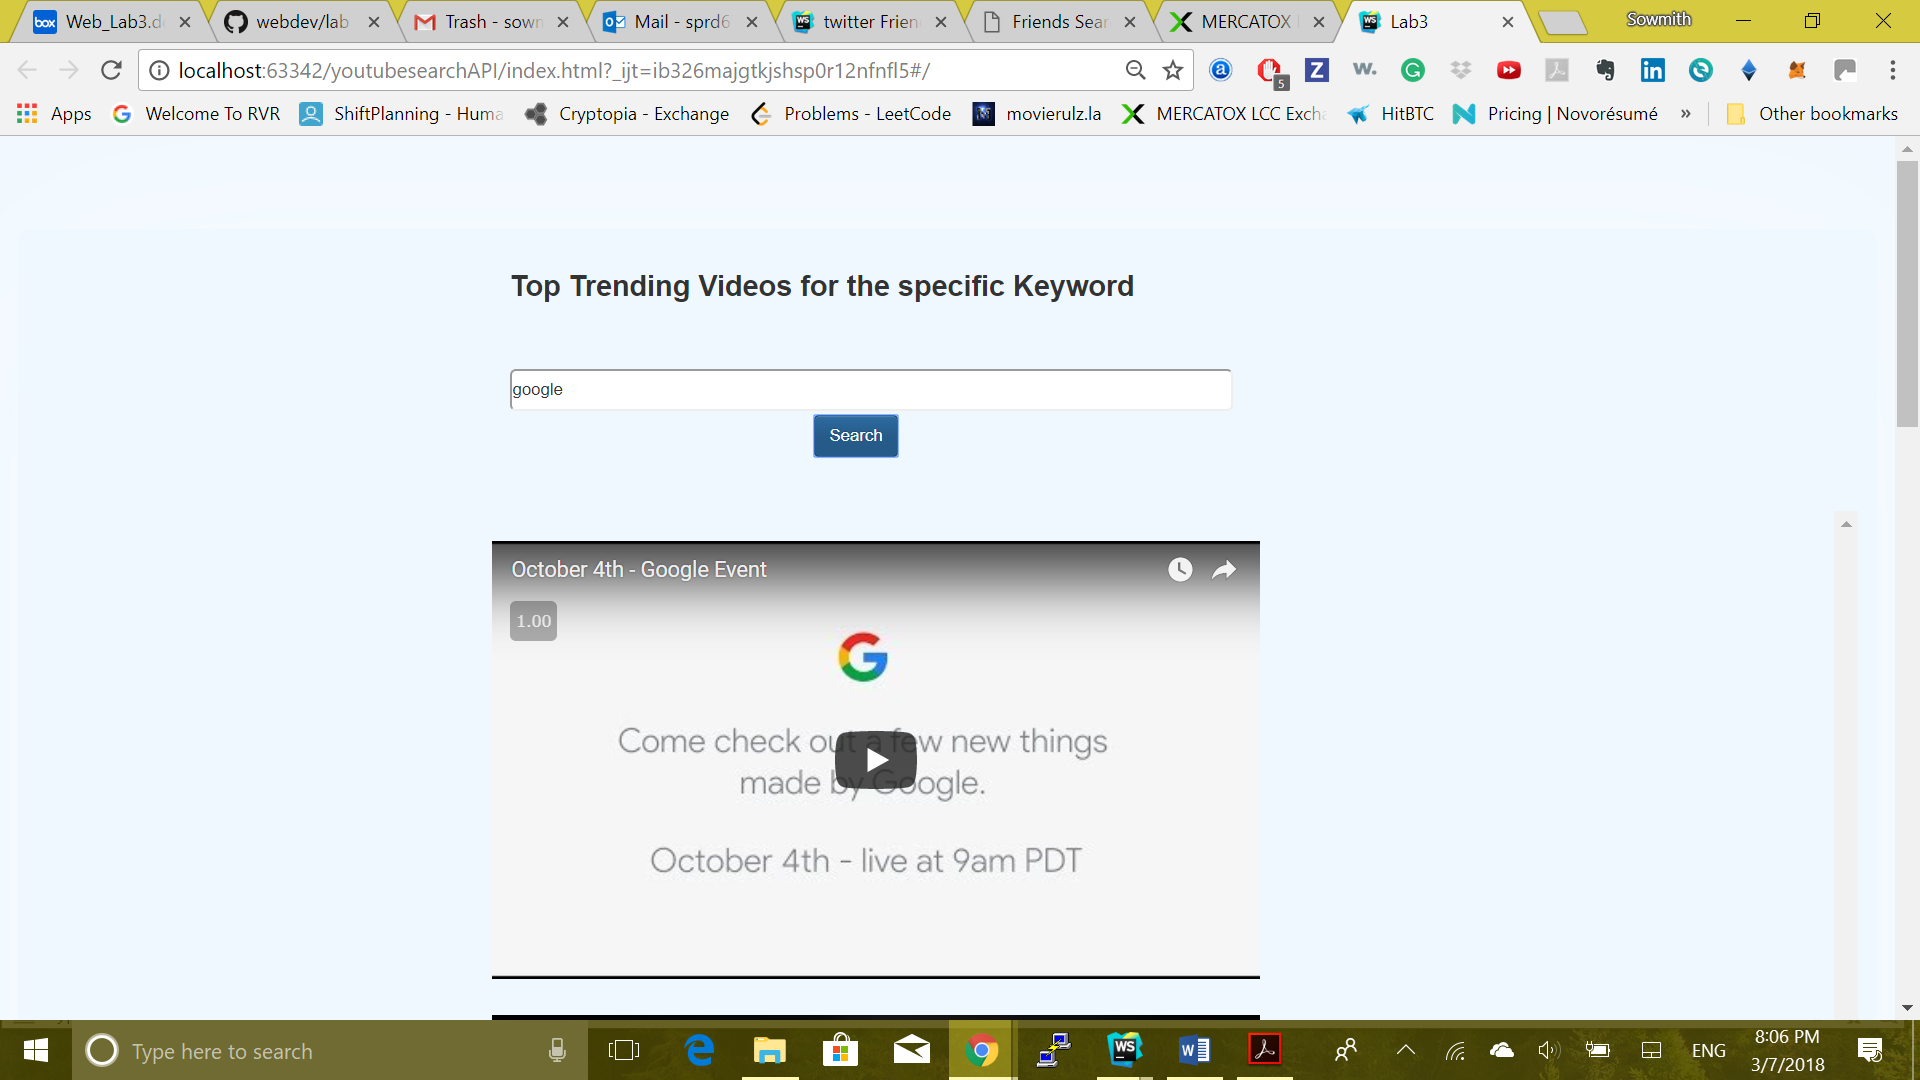 box Web_Lab3.d
webdev/lab
Trash - sown
Mail - sprd6
twitter Frien
Friends Sear
MERCATOX
Lab3
Sowmith
localhost:63342/youtubesearchAPI/index.html?_ijt=ib326majgtkjshsp0r12nfnfl5#/
5
Apps
Welcome To RVR
ShiftPlanning - Huma
Cryptopia - Exchange
Problems - LeetCode
movierulz.la
MERCATOX LCC Exch
HitBTC
Pricing | Novorésumé
»
Other bookmarks
Top Trending Videos for the specific Keyword
google
Search
October 4th - Google Event
1.00
Come check out a few new things
made by Google.
October 4th - live at 9am PDT
Type here to search
ENG
8:06 PM
3/7/2018